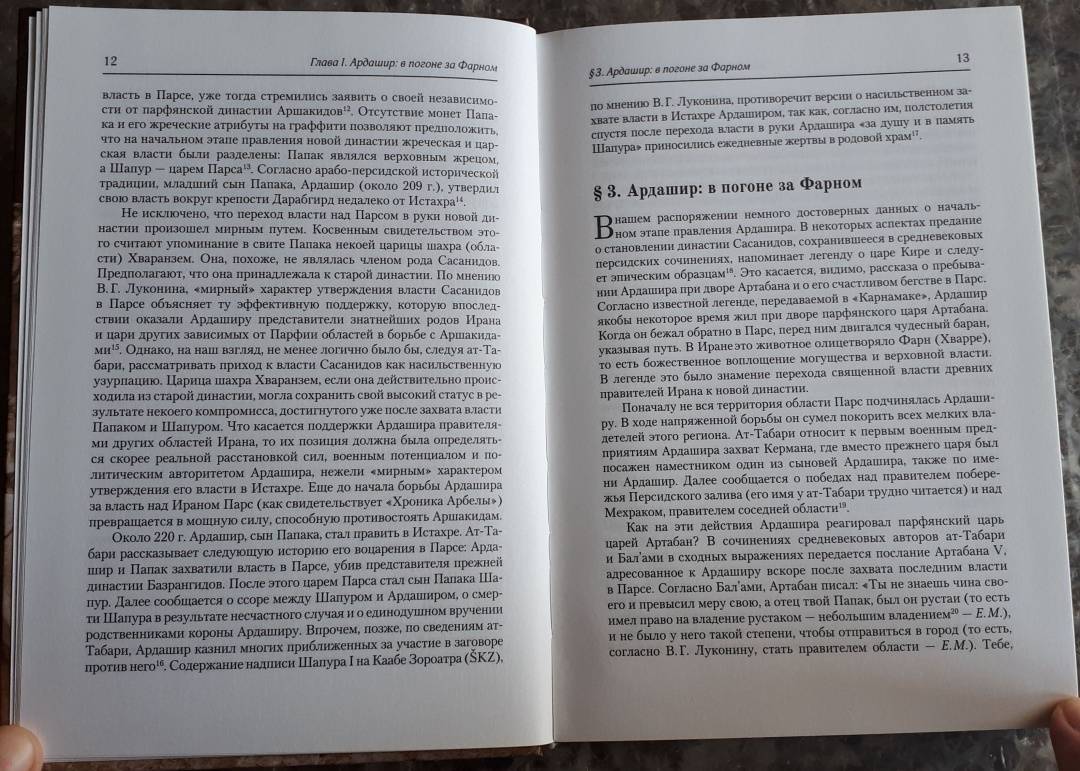 12
Глава I. Ардашир: в погоне за Фарном
власть в Парсе, уже тогда стремились заявить о своей независимо-
сти от парфянской династии Аршакидов¹². Отсутствие монет Папа-
ка и его жреческие атрибуты на граффити позволяют предположить,
что на начальном этапе правления новой династии жреческая и цар-
ская власти были разделены: Папак являлся верховным жрецом,
а Шапур — царем Парса¹³. Согласно арабо-персидской исторической
традиции, младший сын Папака, Ардашир (около 209 г.), утвердил
свою власть вокруг крепости Дарабгирд недалеко от Истахра¹⁴.
Не исключено, что переход власти над Парсом в руки новой ди-
настии произошел мирным путем. Косвенным свидетельством это-
го считают упоминание в свите Папака некоей царицы шахра (обла-
сти) Хваранзем. Она, похоже, не являлась членом рода Сасанидов.
Предполагают, что она принадлежала к старой династии. По мнению
В. Г. Луконина, «мирный» характер утверждения власти Сасанидов
в Парсе объясняет ту эффективную поддержку, которую впослед-
ствии оказали Ардаширу представители знатнейших родов Ирана
и цари других зависимых от Парфии областей в борьбе с Аршакида-
ми¹⁵. Однако, на наш взгляд, не менее логично было бы, следуя ат-Та-
бари, рассматривать приход к власти Сасанидов как насильственную
узурпацию. Царица шахра Хваранзем, если она действительно проис-
ходила из старой династии, могла сохранить свой высокий статус в ре-
зультате некоего компромисса, достигнутого уже после захвата власти
Папаком и Шапуром. Что касается поддержки Ардашира правителя-
ми других областей Ирана, то их позиция должна была определять-
ся скорее реальной расстановкой сил, военным потенциалом и по-
литическим авторитетом Ардашира, нежели «мирным» характером
утверждения его власти в Истахре. Еще до начала борьбы Ардашира
за власть над Ираном Парс (как свидетельствует «Хроника Арбелы»)
превращается в мощную силу, способную противостоять Аршакидам.
Около 220 г. Ардашир, сын Папака, стал править в Истахре. Ат-Та-
бари рассказывает следующую историю его воцарения в Парсе: Арда-
шир и Папак захватили власть в Парсе, убив представителя прежней
династии Базрангидов. После этого царем Парса стал сын Папака Ша-
пур. Далее сообщается о ссоре между Шапуром и Ардаширом, о смер-
ти Шапура в результате несчастного случая и о единодушном вручении
родственниками короны Ардаширу. Впрочем, позже, по сведениям ат-
Табари, Ардашир казнил многих приближенных за участие в заговоре
против него¹⁶. Содержание надписи Шапура I на Каабе Зороатра (ŠKZ),
§ 3. Ардашир: в погоне за Фарном
13
по мнению В. Г. Луконина, противоречит версии о насильственном за-
хвате власти в Истахре Ардаширом, так как, согласно им, полстолетия
спустя после перехода власти в руки Ардашира «за душу и в память
Шапура» приносились ежедневные жертвы в родовой храм¹⁷.
§ 3. Ардашир: в погоне за Фарном
В нашем распоряжении немного достоверных данных о началь-
ном этапе правления Ардашира. В некоторых аспектах предание
о становлении династии Сасанидов, сохранившееся в средневековых
персидских сочинениях, напоминает легенду о царе Кире и следу-
ет эпическим образцам¹⁸. Это касается, видимо, рассказа о пребыва-
нии Ардашира при дворе Артабана и о его счастливом бегстве в Парс.
Согласно известной легенде, передаваемой в «Карнамаке», Ардашир
якобы некоторое время жил при дворе парфянского царя Артабана.
Когда он бежал обратно в Парс, перед ним двигался чудесный баран,
указывая путь. В Иране это животное олицетворяло Фарн (Хварре),
то есть божественное воплощение могущества и верховной власти.
В легенде это было знамение перехода священной власти древних
правителей Ирана к новой династии.
Поначалу не вся территория области Парс подчинялась Ардаши-
ру. В ходе напряженной борьбы он сумел покорить всех мелких вла-
детелей этого региона. Ат-Табари относит к первым военным пред-
приятиям Ардашира захват Кермана, где вместо прежнего царя был
посажен наместником один из сыновей Ардашира, также по име-
ни Ардашир. Далее сообщается о победах над правителем побере-
жья Персидского залива (его имя у ат-Табари трудно читается) и над
Мехраком, правителем соседней области¹⁹.
Как на эти действия Ардашира реагировал парфянский царь
царей Артабан? В сочинениях средневековых авторов ат-Табари
и Бал'ами в сходных выражениях передается послание Артабана V,
адресованное к Ардаширу вскоре после захвата последним власти
в Парсе. Согласно Бал'ами, Артабан писал: «Ты не знаешь чина сво-
его и превысил меру свою, а отец твой Папак, был он рустаи (то есть
имел право на владение рустаком — небольшим владением²⁰ — Е.М.),
и не было у него такой степени, чтобы отправиться в город (то есть,
согласно В. Г. Луконину, стать правителем области — Е.М.). Тебе,